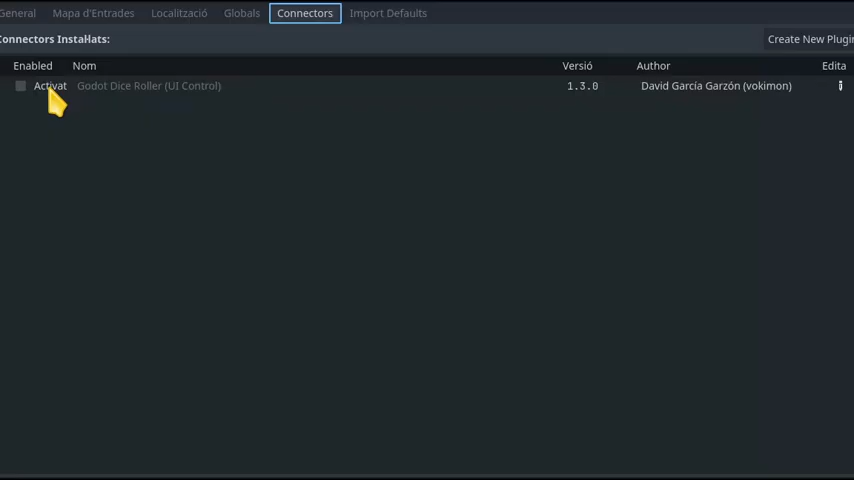 General Mapa d'Entrades Localització Globals Connectors Import Defaults
Connectors Instaŀlats: Create New Plugin
Enabled Nom Versió Author Edita
Activat Godot Dice Roller (UI Control) 1.3.0 David García Garzón (vokimon)